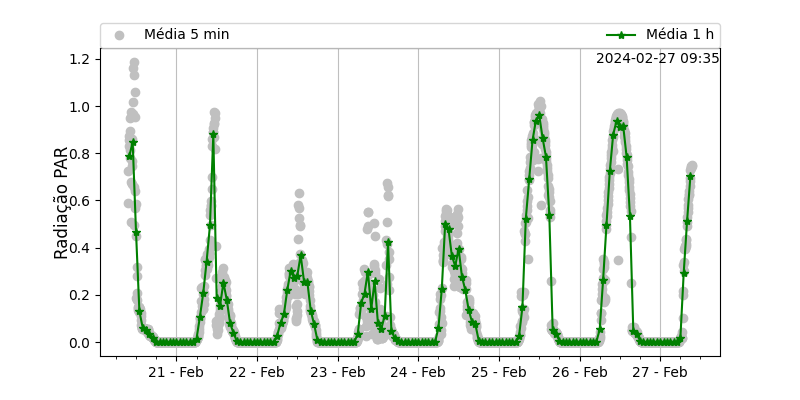 Média 5 min
Média 1 h
2024-02-27 09:35
Radiação PAR
1.2
1.0
0.8
0.6
0.4
0.2
0.0
21 - Feb
22 - Feb
23 - Feb
24 - Feb
25 - Feb
26 - Feb
27 - Feb